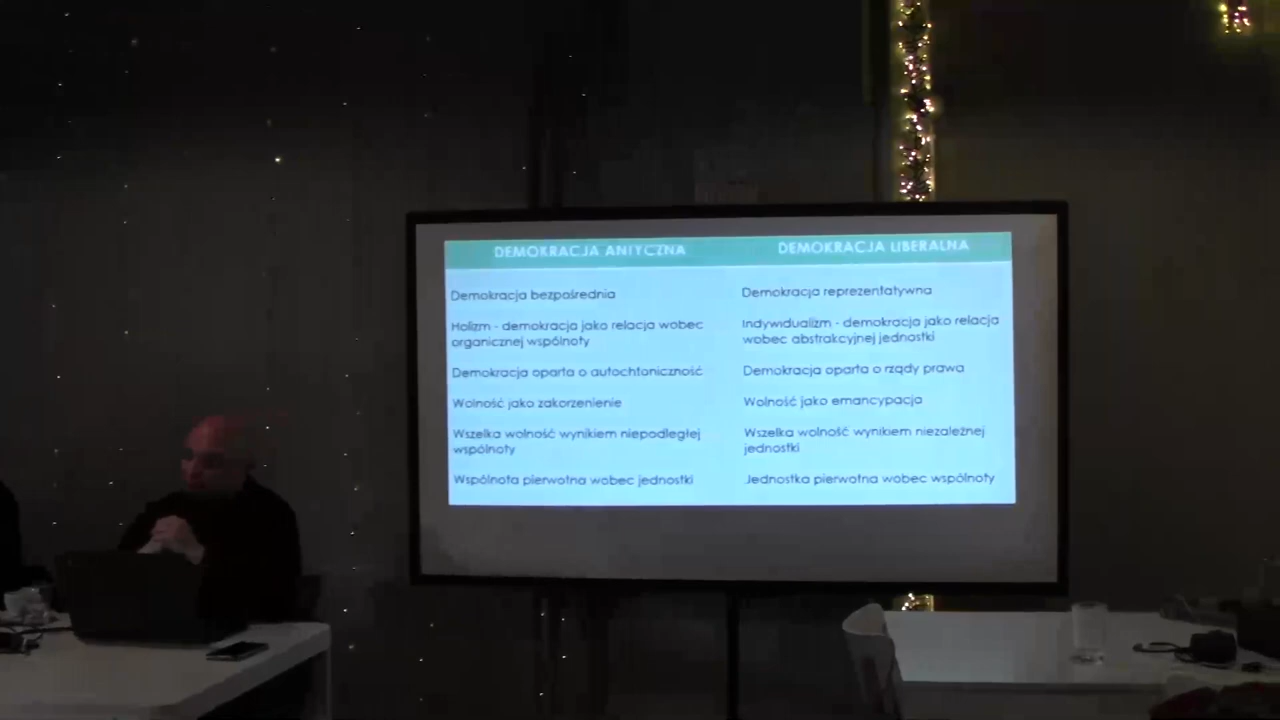 DEMOKRACJA ANTYCZNA
Demokracja bezpośrednia
Holizm - demokracja jako relacja wobec
organicznej wspólnoty
Demokracja oparta o autochtoniczność
Wolność jako zakorzenienie
Wszelka wolność wynikiem niepodległej
wspólnoty
Wspólnota pierwotna wobec jednostki
DEMOKRACJA LIBERALNA
Demokracja reprezentatywna
Indywidualizm - demokracja jako relacja
wobec abstrakcyjnej jednostki
Demokracja oparta o rządy prawa
Wolność jako emancypacja
Wszelka wolność wynikiem niezależnej
jednostki
Jednostka pierwotna wobec wspólnoty